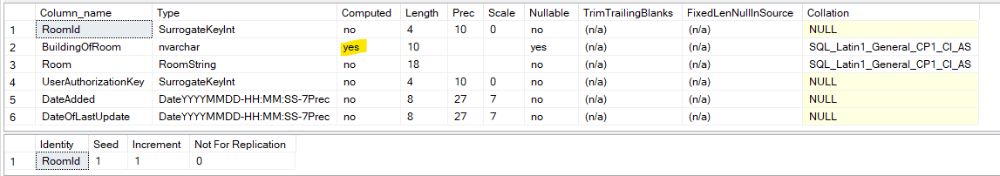 Column_name Type Computed Length Prec Scale Nullable TrimTrailingBlanks FixedLenNullInSource Collation
1 RoomId SurrogateKeyInt no 4 10 0 no (n/a) (n/a) NULL
2 BuildingOfRoom nvarchar yes 10 yes (n/a) (n/a) SQL_Latin1_General_CP1_CI_AS
3 Room RoomString no 18 no (n/a) (n/a) SQL_Latin1_General_CP1_CI_AS
4 UserAuthorizationKey SurrogateKeyInt no 4 10 0 no (n/a) (n/a) NULL
5 DateAdded DateYYYYMMDD-HH:MM:SS-7Prec no 8 27 7 no (n/a) (n/a) NULL
6 DateOfLastUpdate DateYYYYMMDD-HH:MM:SS-7Prec no 8 27 7 no (n/a) (n/a) NULL
Identity Seed Increment Not For Replication
1 RoomId 1 1 0